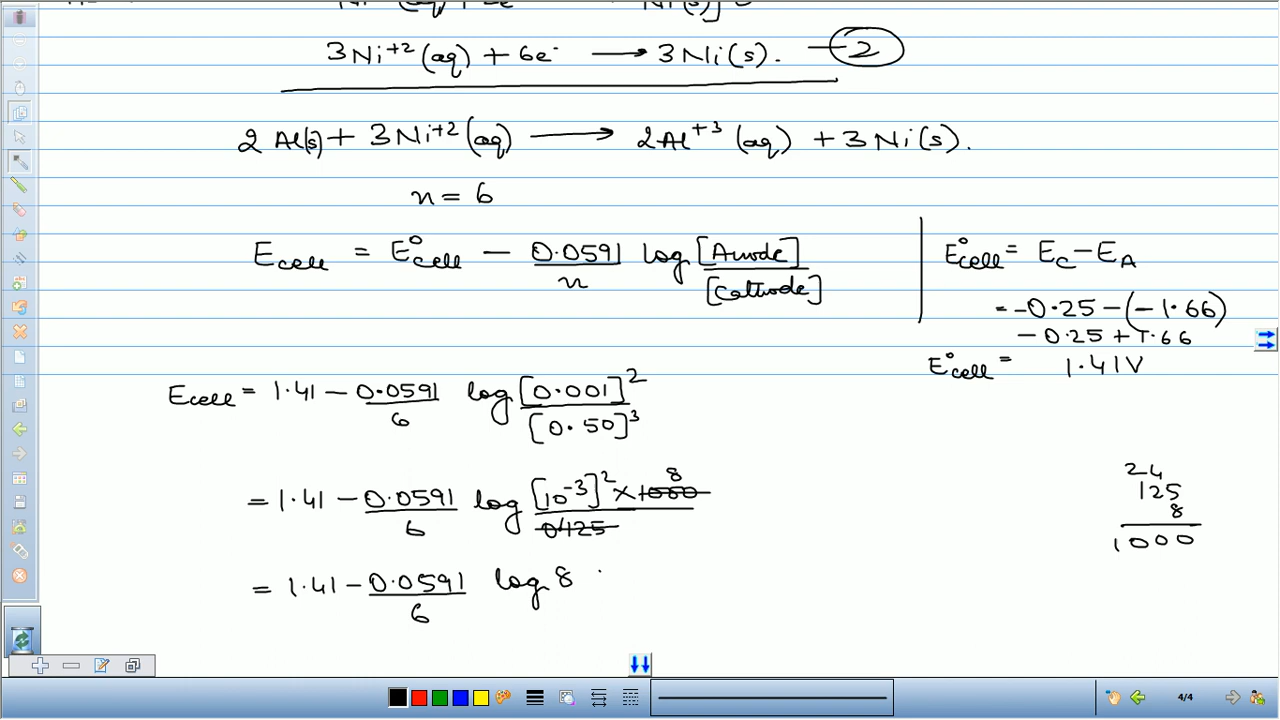 3Ni+2(aq) + 6e- → 3Ni(s). — 2
2Al(s) + 3Ni+2(aq) → 2Al+3(aq) + 3Ni(s).
n = 6
Ecell = E°cell − 0.0591/n log [Anode]/[Cathode]
E°cell = EC − EA
= -0.25 − (−1.66)
− 0.25 + 1.66
E°cell = 1.41V
Ecell = 1.41 − 0.0591/6 log [0.001]^2/[0.50]^3
= 1.41 − 0.0591/6 log [10^-3]^2 × 1000 8/0.125
24
125
8
1000
= 1.41 − 0.0591/6 log 8
4/4